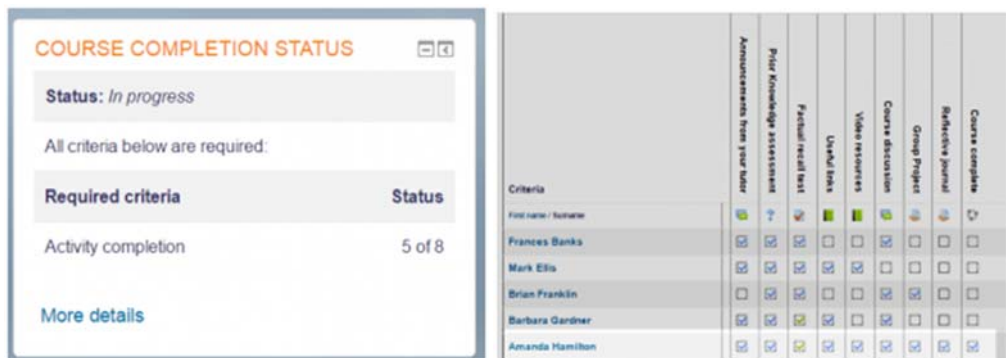 COURSE COMPLETION STATUS
Status: In progress
All criteria below are required:
Required criteria Status
Activity completion 5 of 8
More details
Announcements from your tutor
Prior Knowledge assessment
Factual recall test
Useful links
Video resources
Course discussion
Group Project
Reflective journal
Course complete
Criteria
First name / Surname
Frances Banks
Mark Ellis
Brian Franklin
Barbara Gardner
Amanda Hamilton